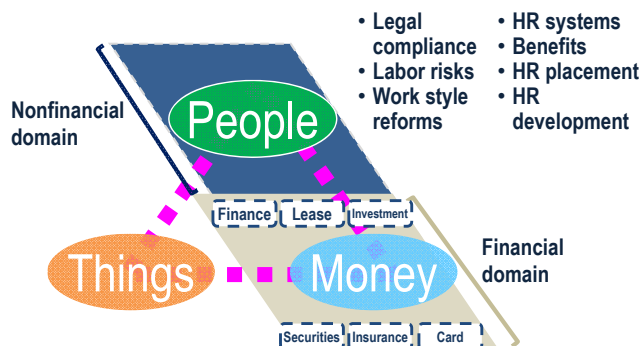 • Legal
compliance
• Labor risks
• Work style
reforms
• HR systems
• Benefits
• HR placement
• HR
development
Nonfinancial
domain
People
Finance
Lease
Investment
Things
Money
Financial
domain
Securities
Insurance
Card